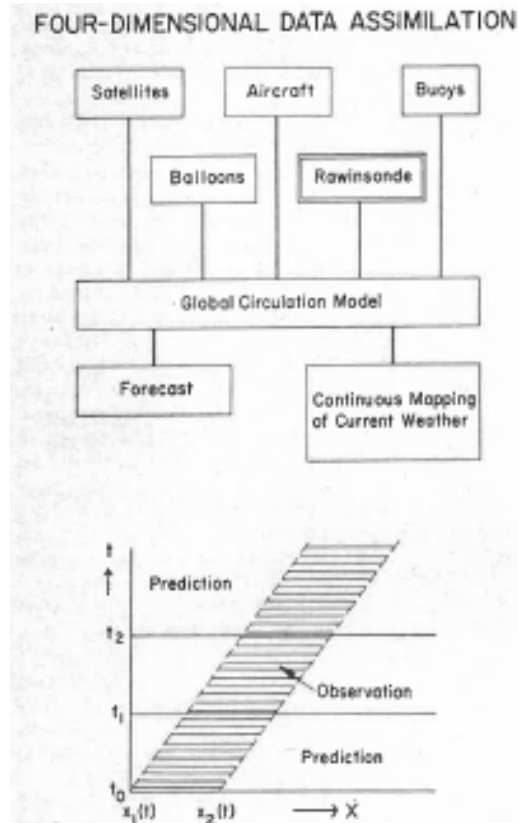 FOUR-DIMENSIONAL DATA ASSIMILATION
Satellites
Aircraft
Buoys
Balloons
Rawinsonde
Global Circulation Model
Forecast
Continuous Mapping
of Current Weather
t
Prediction
t₂
Observation
t₁
Prediction
t₀
x₁(t)
x₂(t)
→ X